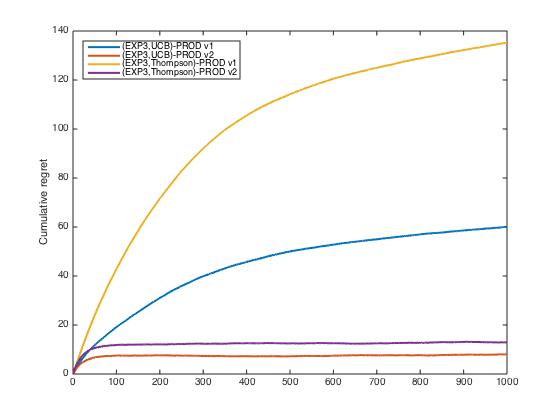 (EXP3,UCB)-PROD v1
(EXP3,UCB)-PROD v2
(EXP3,Thompson)-PROD v1
(EXP3,Thompson)-PROD v2
Cumulative regret
140
120
100
80
60
40
20
0
0 100 200 300 400 500 600 700 800 900 1000